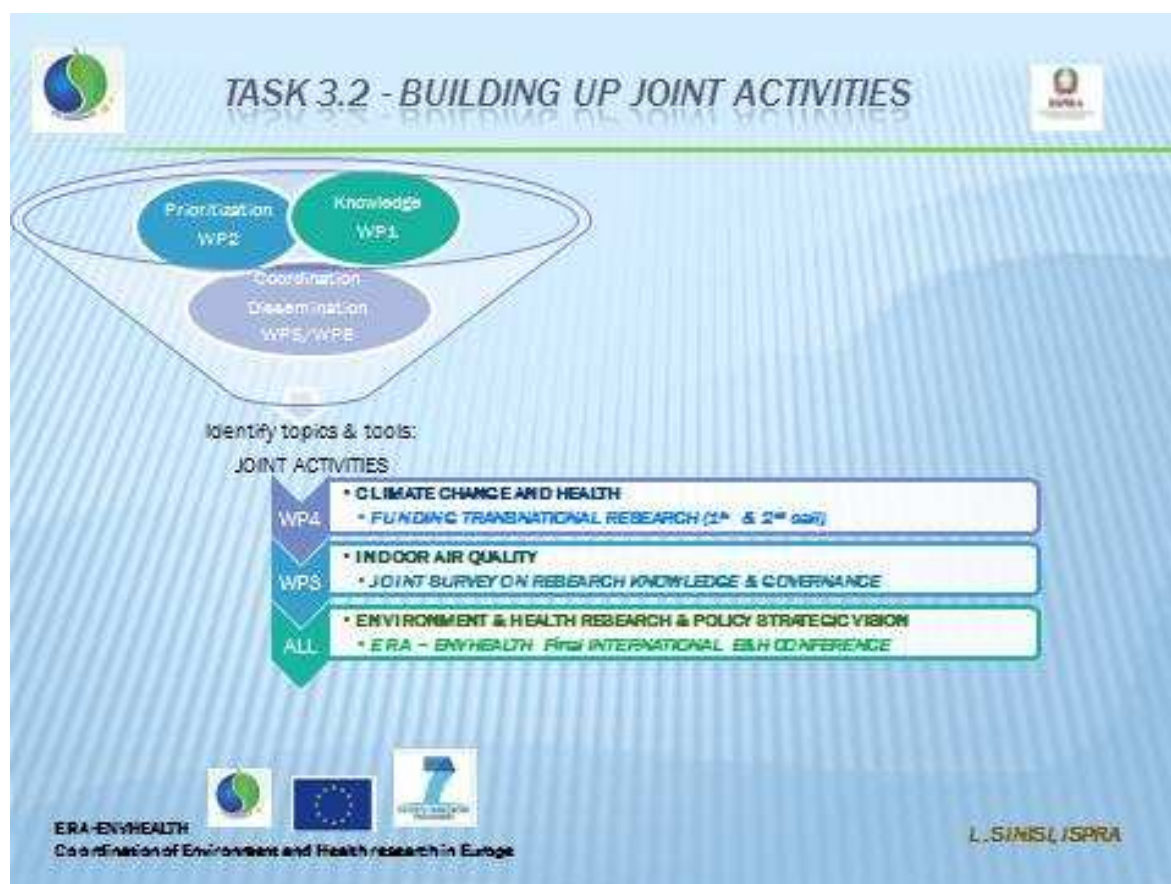 TASK 3.2 - BUILDING UP JOINT ACTIVITIES
ISPRA
Prioritization
WP2
Knowledge
WP1
Coordination
Dissemination
Identify topics & tools:
JOINT ACTIVITIES
WP4
• CLIMATE CHANGE AND HEALTH
• FUNDING TRANSNATIONAL RESEARCH (1st & 2nd call)
WP3
• INDOOR AIR QUALITY
• JOINT SURVEY ON RESEARCH KNOWLEDGE & GOVERNANCE
ALL
• ENVIRONMENT & HEALTH RESEARCH & POLICY STRATEGIC VISION
• ERA – ENVHEALTH Final INTERNATIONAL E&H CONFERENCE
7
ERA-ENVHEALTH
Coordination of Environment and Health research in Europe
L.SINISI, ISPRA